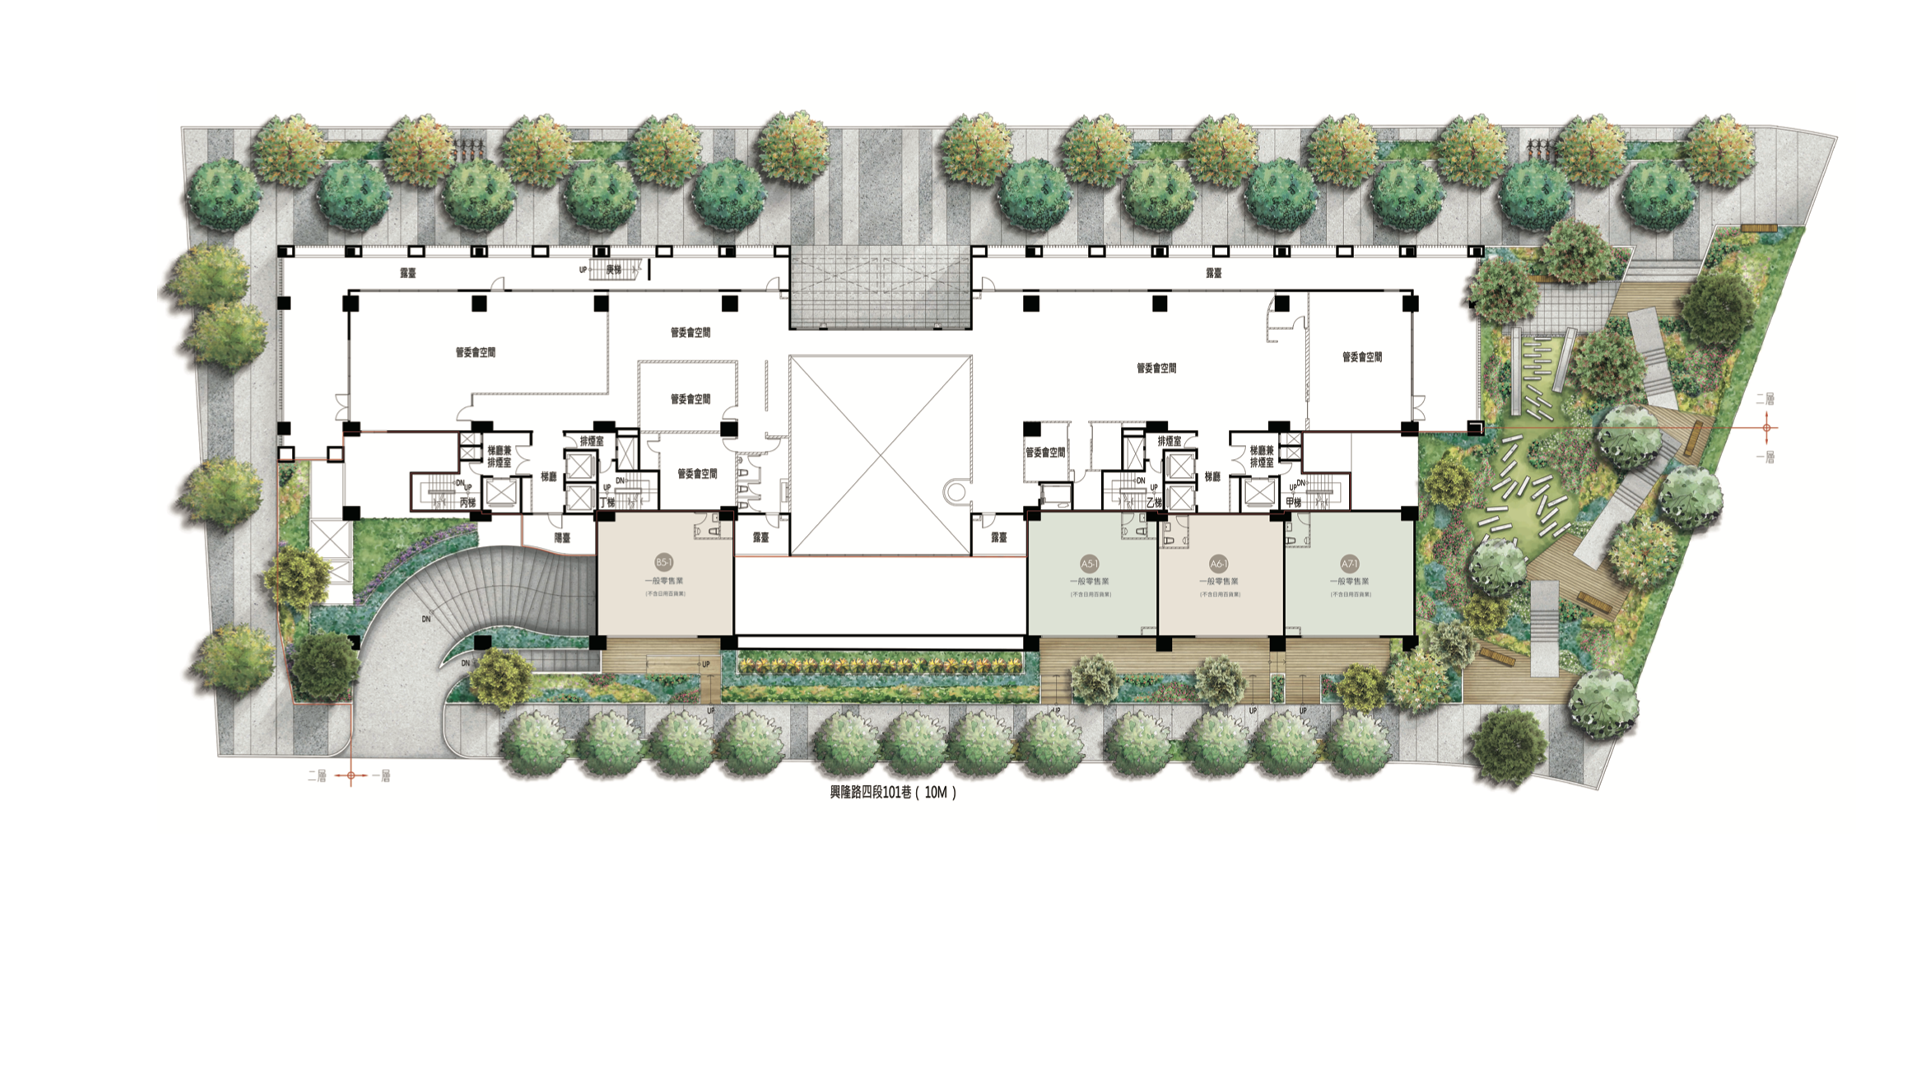 露臺
UP
庚梯
露臺
管委會空間
管委會空間
管委會空間
管委會空間
管委會空間
二層
一層
管委會空間
排煙室
梯廳兼
排煙室
梯廳
管委會空間
DN
UP
丙梯
UP
丁梯
DN
管委會空間
排煙室
梯廳
梯廳兼
排煙室
DN
UP
乙梯
UP
甲梯
DN
陽臺
露臺
露臺
B5-1
一般零售業
(不含日用百貨業)
A5-1
一般零售業
(不含日用百貨業)
A6-1
一般零售業
(不含日用百貨業)
A7-1
一般零售業
(不含日用百貨業)
DN
DN
UP
UP
UP
UP
UP
二層
一層
興隆路四段101巷 ( 10M )